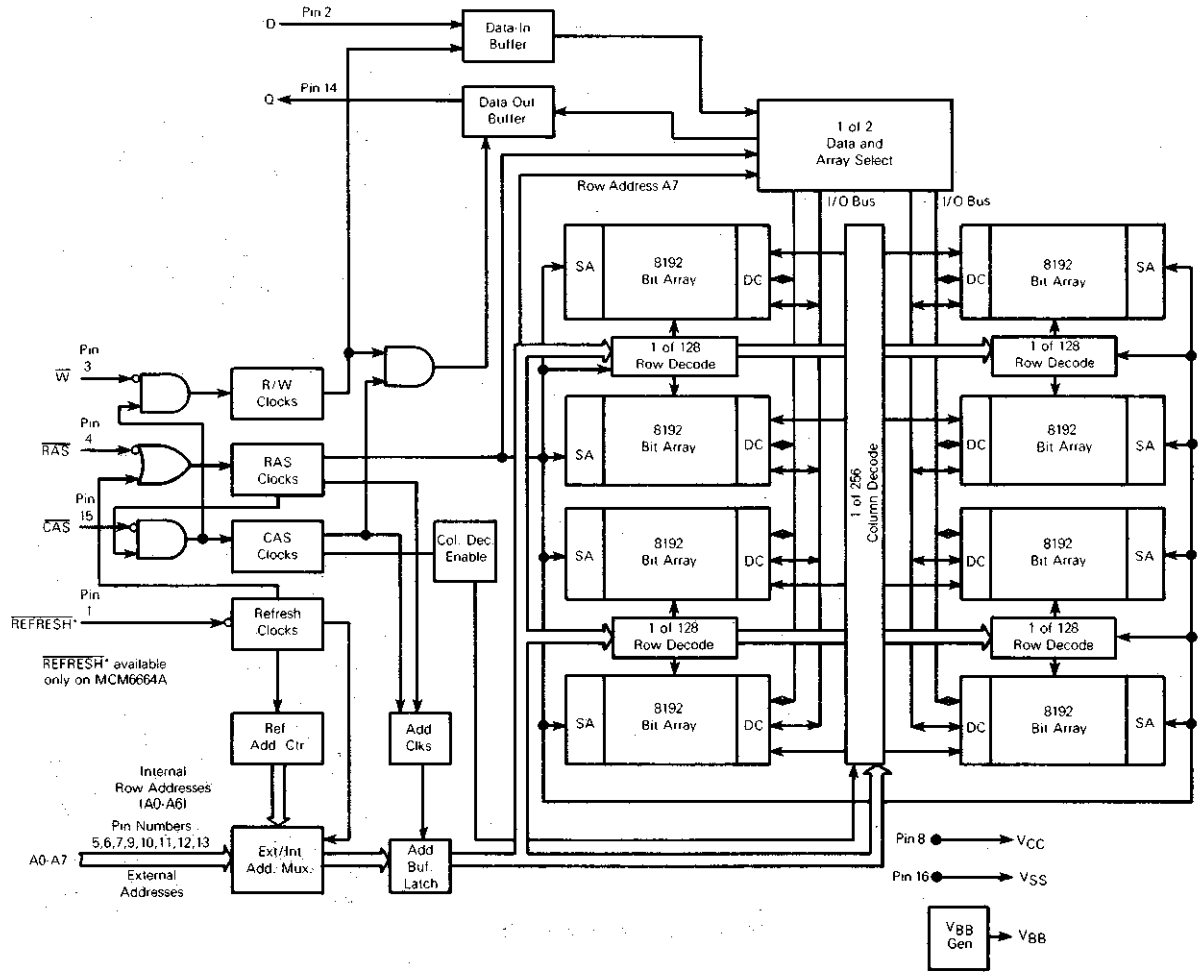 D
Pin 2
Data-In
Buffer
Q
Pin 14
Data Out
Buffer
1 of 2
Data and
Array Select
Row Address A7
I/O Bus
I/O Bus
SA
8192
Bit Array
DC
DC
8192
Bit Array
SA
1 of 128
Row Decode
1 of 128
Row Decode
SA
8192
Bit Array
DC
DC
8192
Bit Array
SA
1 of 256
Column Decode
SA
8192
Bit Array
DC
DC
8192
Bit Array
SA
1 of 128
Row Decode
1 of 128
Row Decode
SA
8192
Bit Array
DC
DC
8192
Bit Array
SA
Pin
3
W
R/W
Clocks
Pin
4
RAS
RAS
Clocks
Pin
15
CAS
CAS
Clocks
Col. Dec.
Enable
Pin
1
REFRESH*
Refresh
Clocks
REFRESH* available
only on MCM6664A
Ref
Add Ctr
Add
Clks
Internal
Row Addresses
(A0-A6)
Pin Numbers
5,6,7,9,10,11,12,13
A0-A7
External
Addresses
Ext/Int
Add. Mux.
Add
Buf.
Latch
Pin 8
VCC
Pin 16
VSS
VBB
Gen
VBB